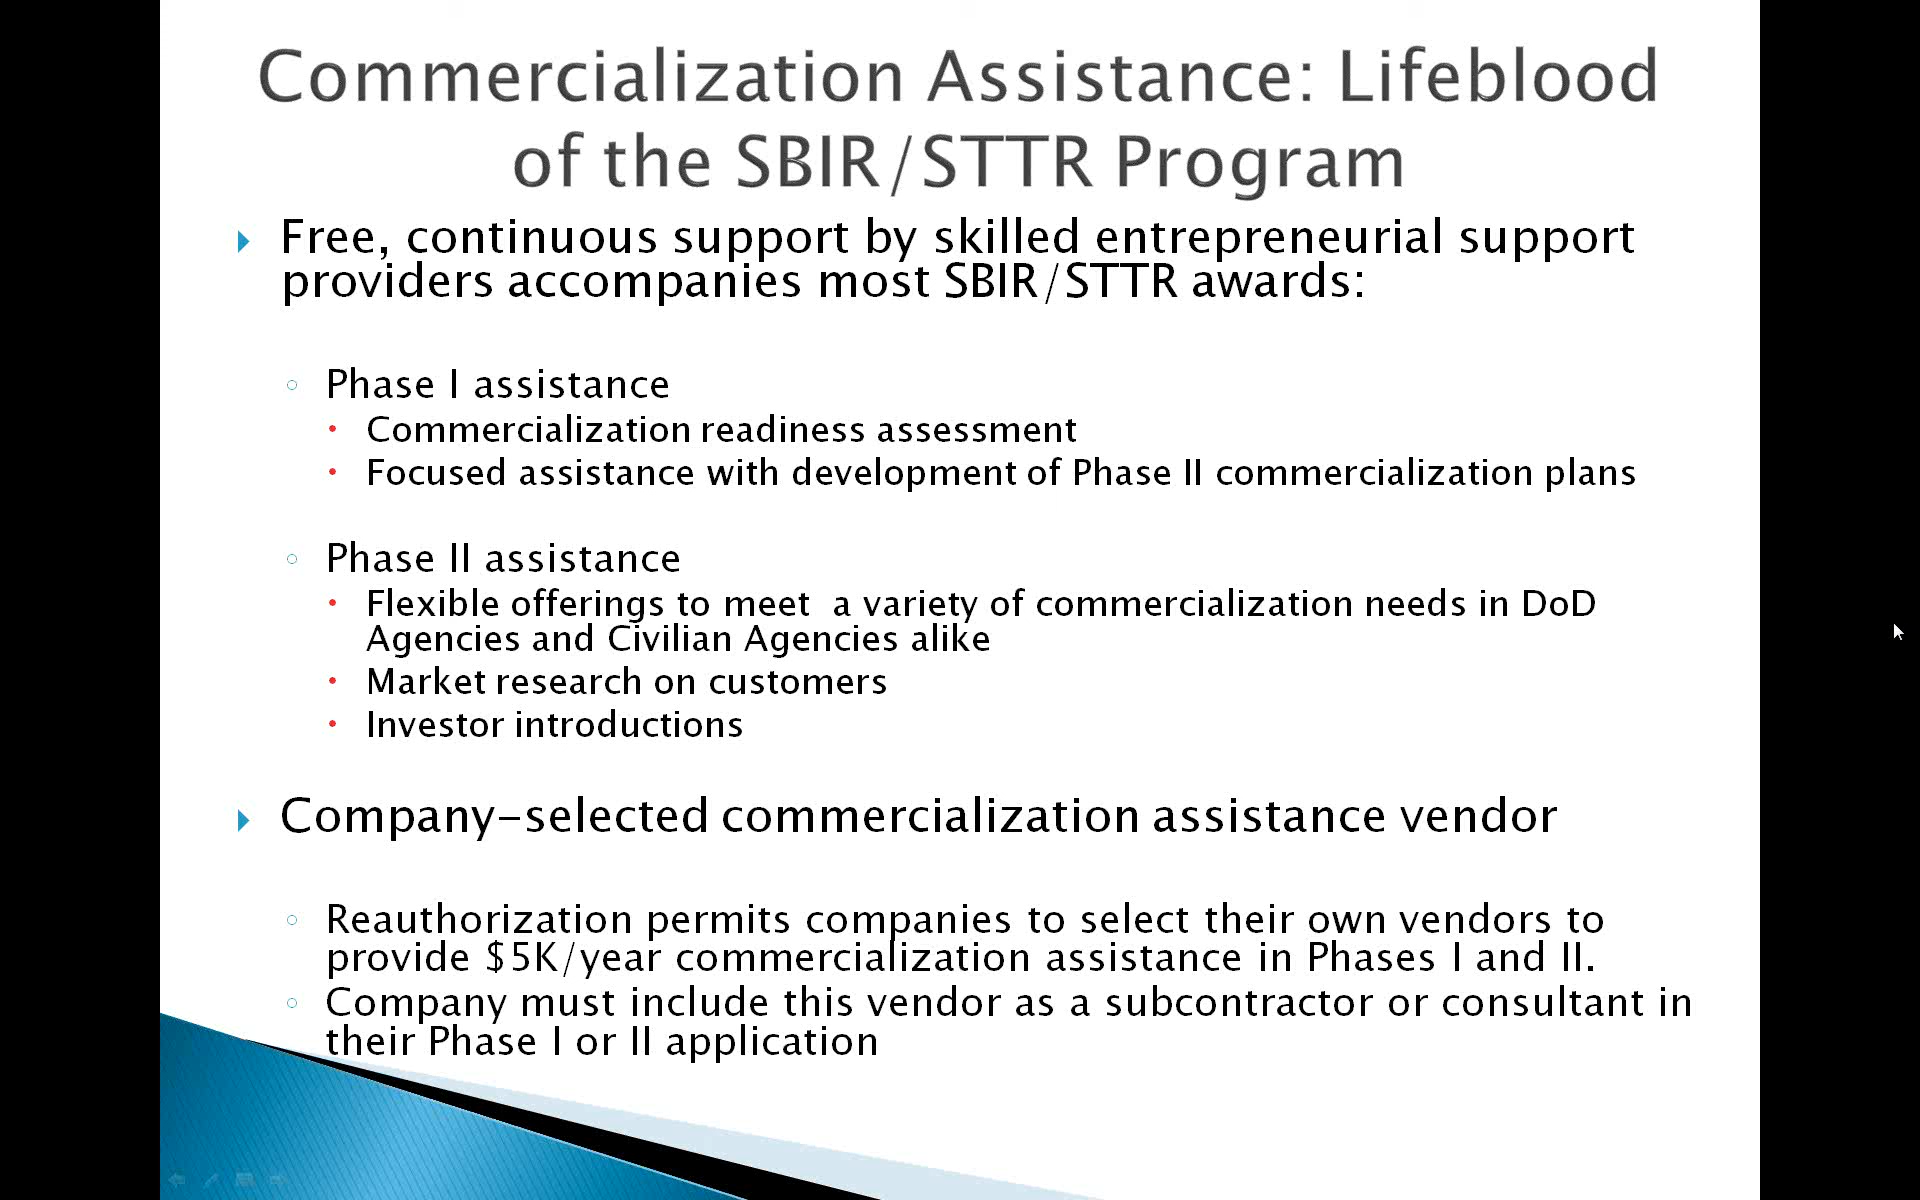 Commercialization Assistance: Lifeblood
of the SBIR/STTR Program
Free, continuous support by skilled entrepreneurial support
providers accompanies most SBIR/STTR awards:
Phase I assistance
Commercialization readiness assessment
Focused assistance with development of Phase II commercialization plans
Phase II assistance
Flexible offerings to meet  a variety of commercialization needs in DoD
Agencies and Civilian Agencies alike
Market research on customers
Investor introductions
Company-selected commercialization assistance vendor
Reauthorization permits companies to select their own vendors to
provide $5K/year commercialization assistance in Phases I and II.
Company must include this vendor as a subcontractor or consultant in
their Phase I or II application